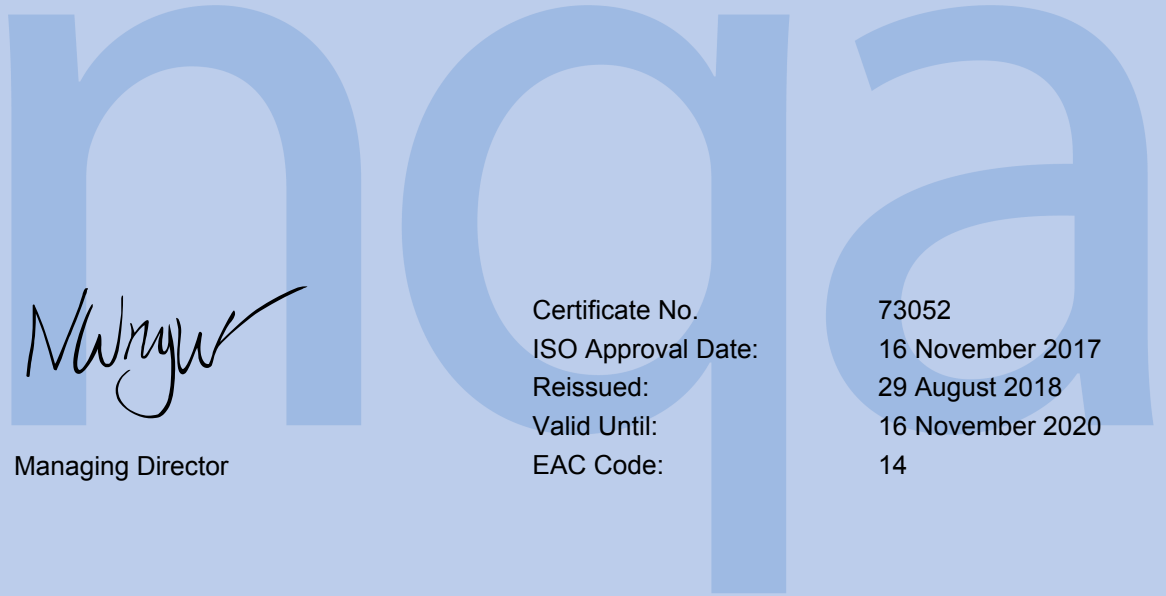 nqa
Certificate No. 73052
ISO Approval Date: 16 November 2017
Reissued: 29 August 2018
Valid Until: 16 November 2020
Managing Director
EAC Code: 14